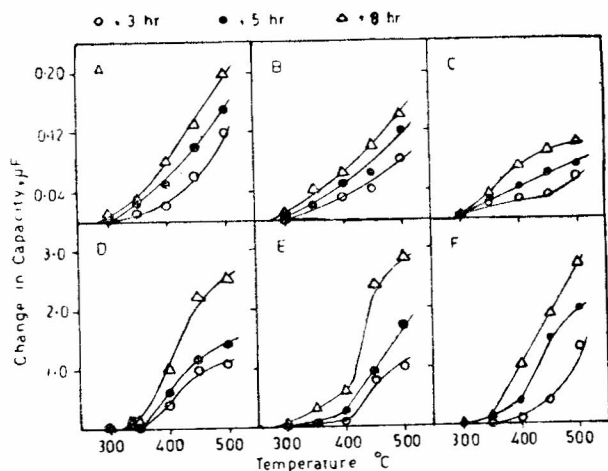 ○ • 3 hr ● • 5 hr △ • 8 hr
A B C
0.20
0.12
0.04
D E F
3.0
2.0
1.0
Change in Capacity, µF
300 400 500 300 400 500 300 400 500
Temperature °C